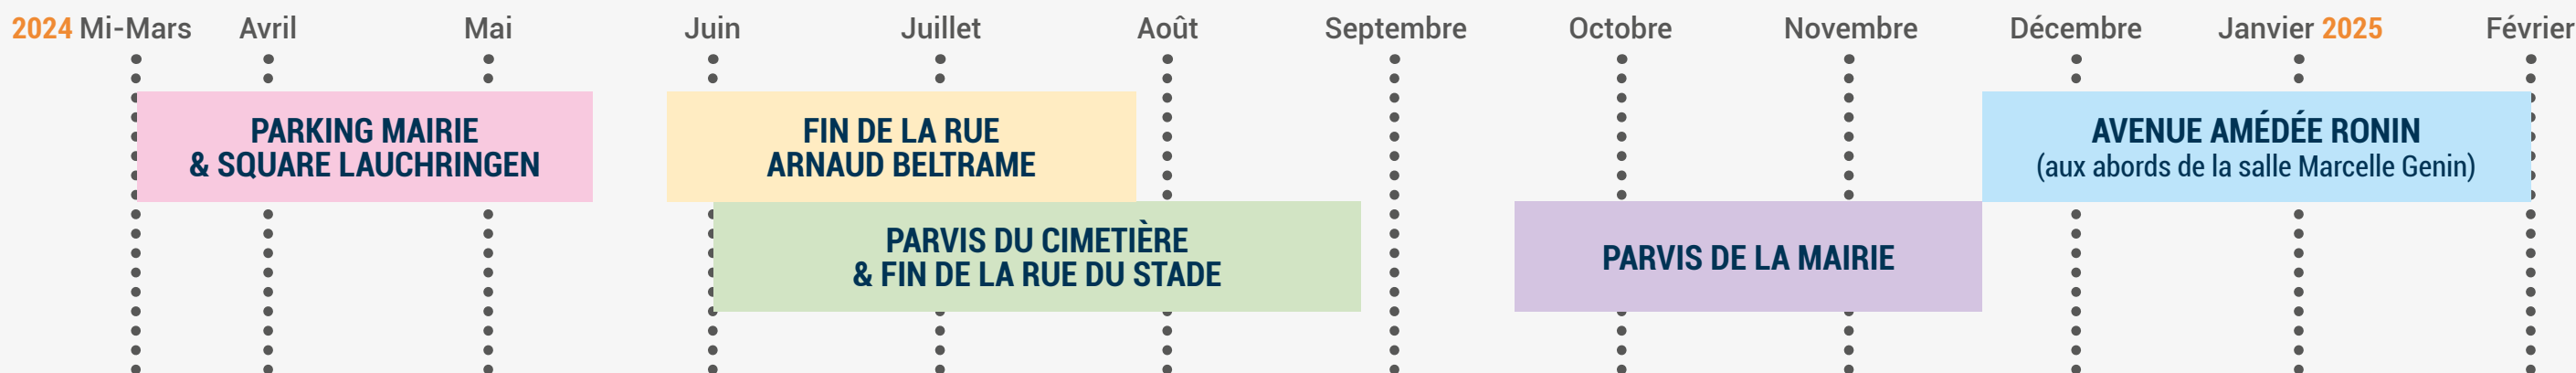 2024 Mi-Mars Avril Mai Juin Juillet Août Septembre Octobre Novembre Décembre Janvier 2025 Février
PARKING MAIRIE
& SQUARE LAUCHRINGEN
FIN DE LA RUE
ARNAUD BELTRAME
AVENUE AMÉDÉE RONIN
(aux abords de la salle Marcelle Genin)
PARVIS DU CIMETIÈRE
& FIN DE LA RUE DU STADE
PARVIS DE LA MAIRIE